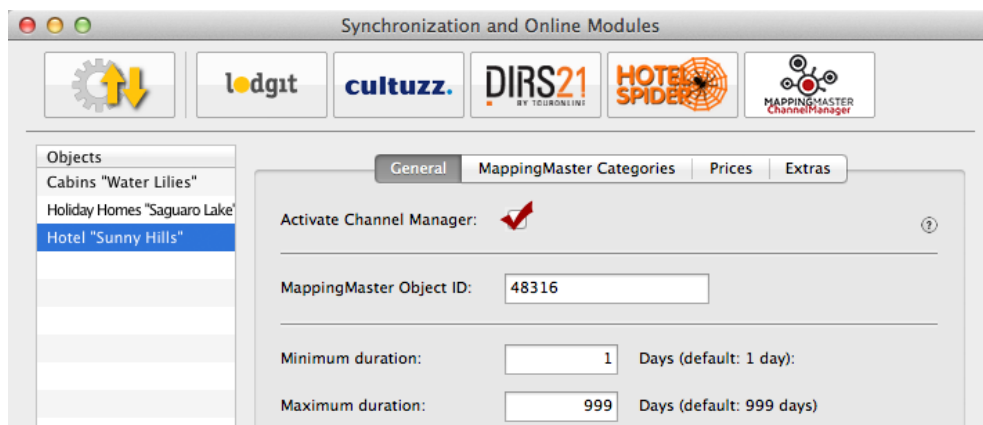 Synchronization and Online Modules
lodgit
cultuzz.
DIRS21
BY TOURONLINE
HOTEL
SPIDER
MAPPINGMASTER
ChannelManager
Objects
Cabins "Water Lilies"
Holiday Homes "Saguaro Lake"
Hotel "Sunny Hills"
General MappingMaster Categories Prices Extras
Activate Channel Manager: ?
MappingMaster Object ID: 48316
Minimum duration: 1 Days (default: 1 day):
Maximum duration: 999 Days (default: 999 days)